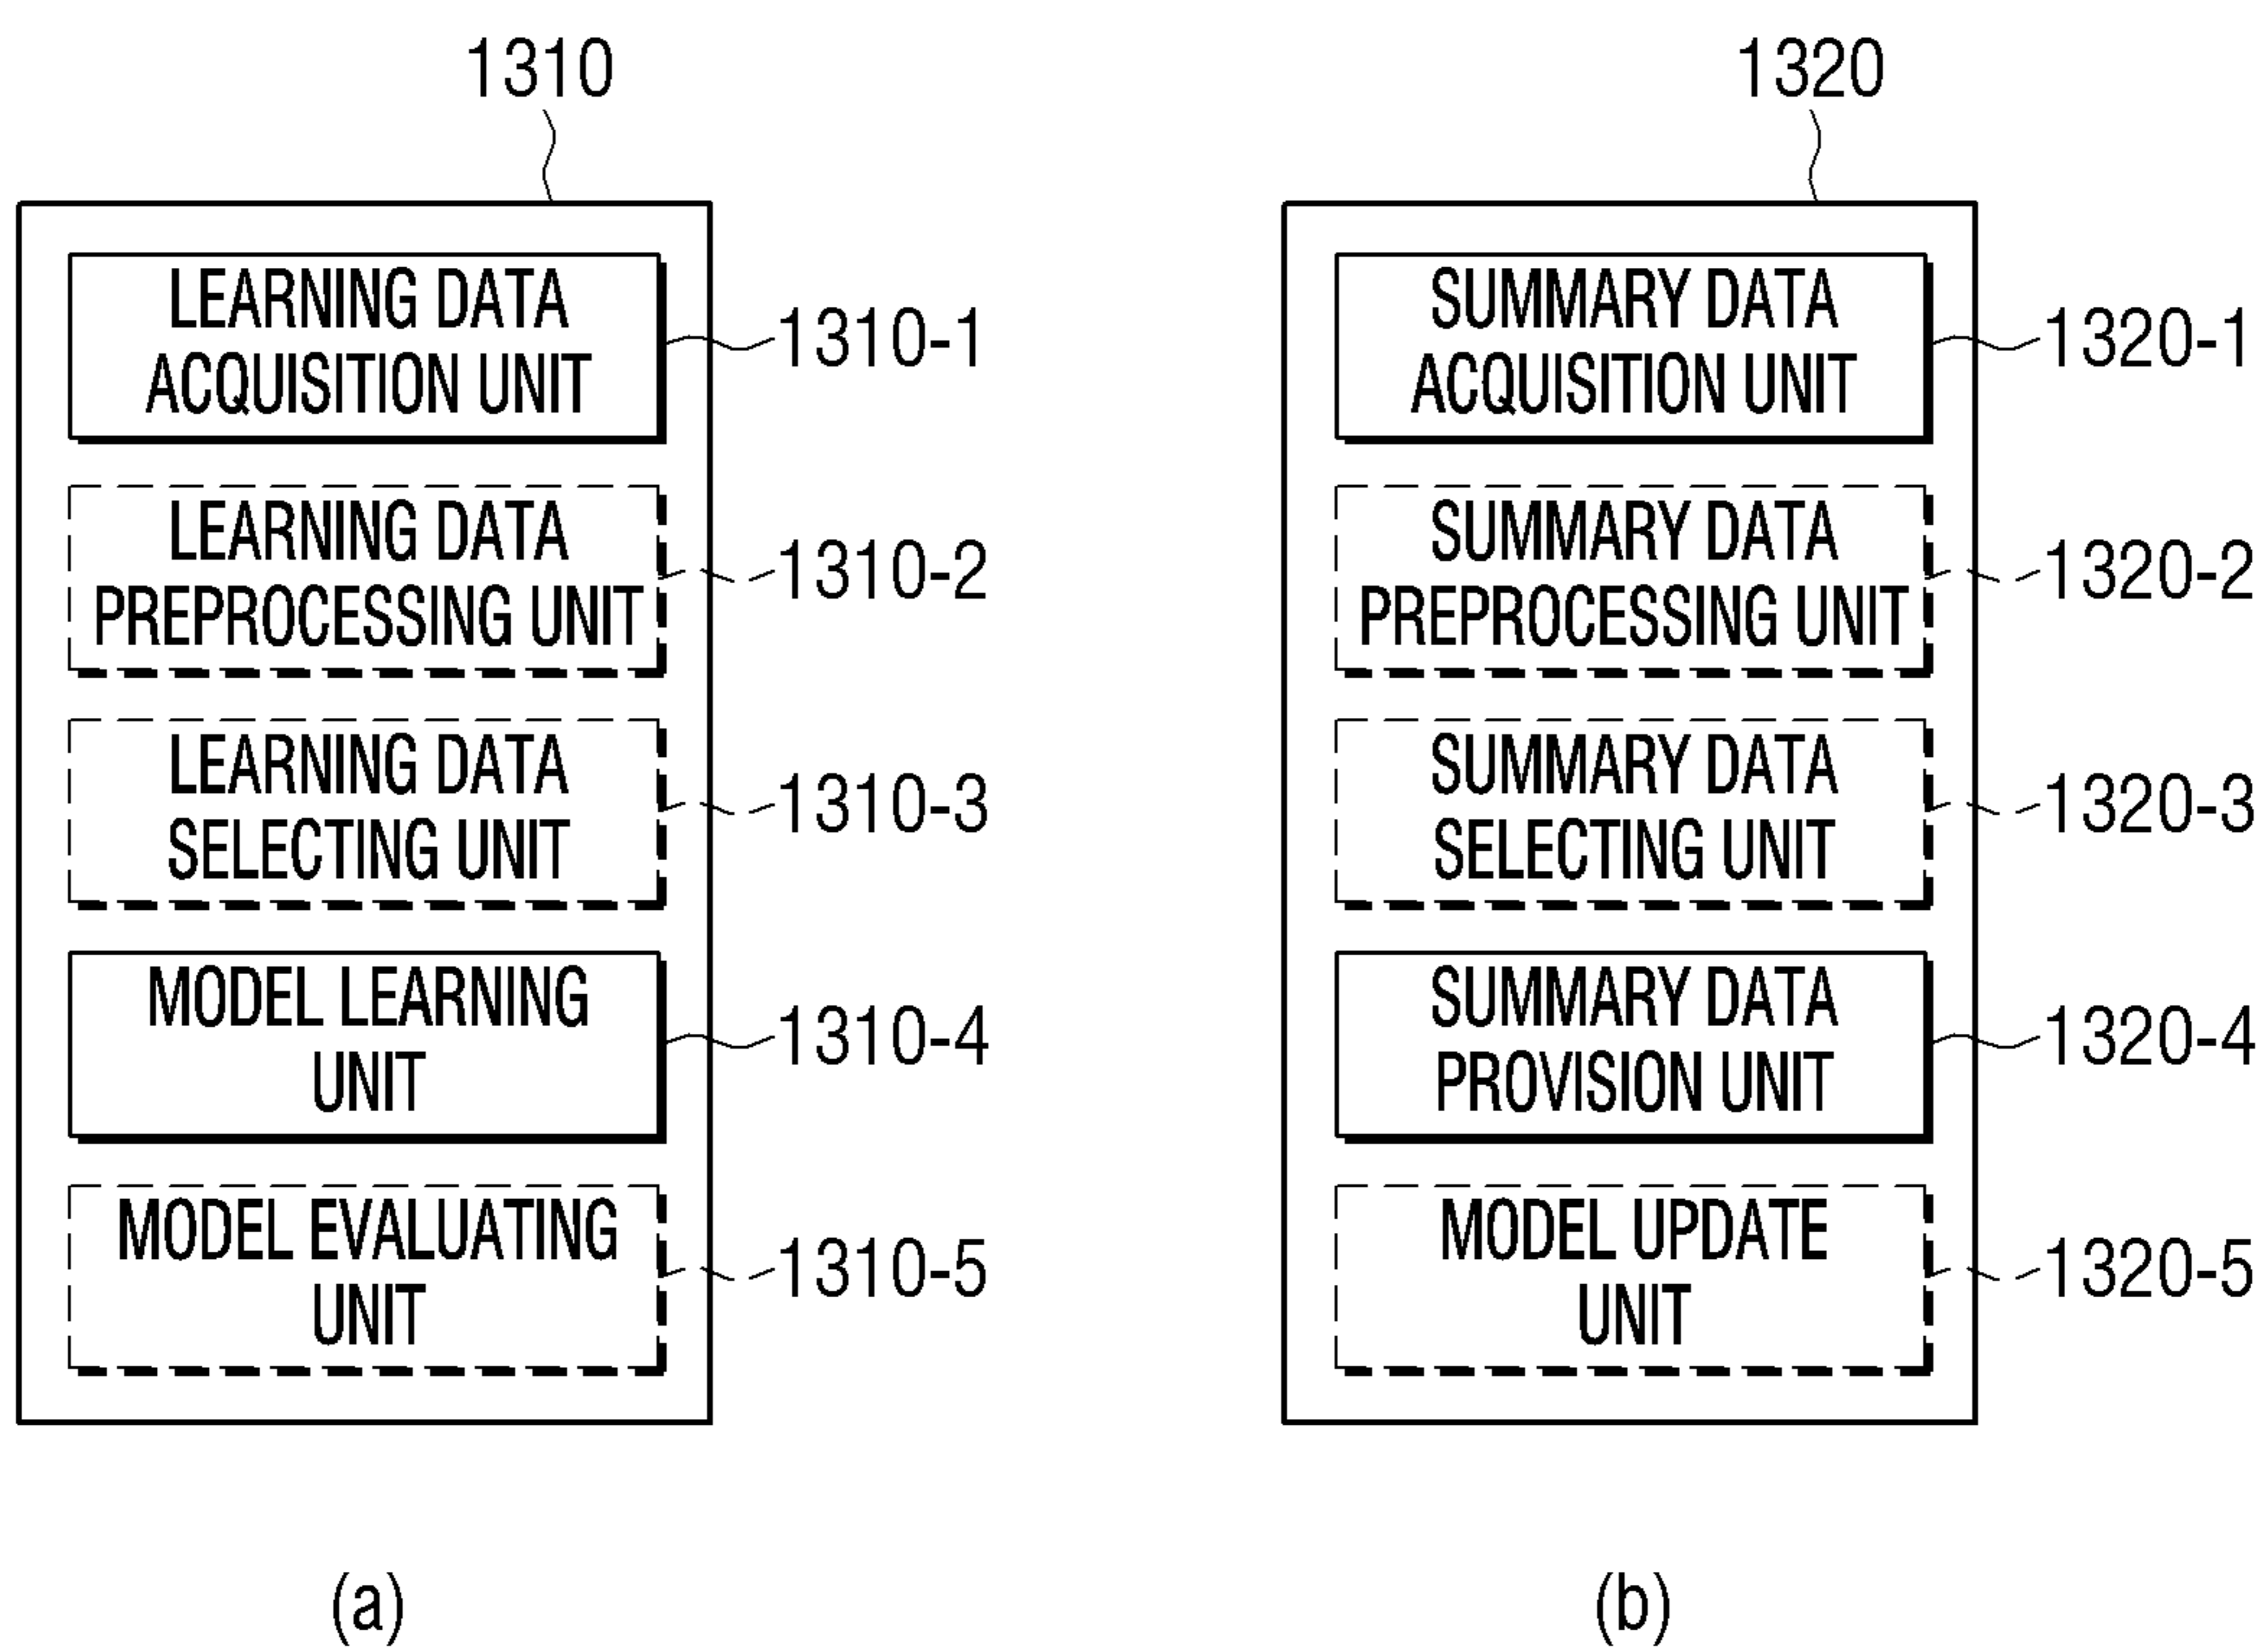 1310
LEARNING DATA
ACQUISITION UNIT
1310-1
LEARNING DATA
PREPROCESSING UNIT
1310-2
LEARNING DATA
SELECTING UNIT
1310-3
MODEL LEARNING
UNIT
1310-4
MODEL EVALUATING
UNIT
1310-5
(a)
1320
SUMMARY DATA
ACQUISITION UNIT
1320-1
SUMMARY DATA
PREPROCESSING UNIT
1320-2
SUMMARY DATA
SELECTING UNIT
1320-3
SUMMARY DATA
PROVISION UNIT
1320-4
MODEL UPDATE
UNIT
1320-5
(b)